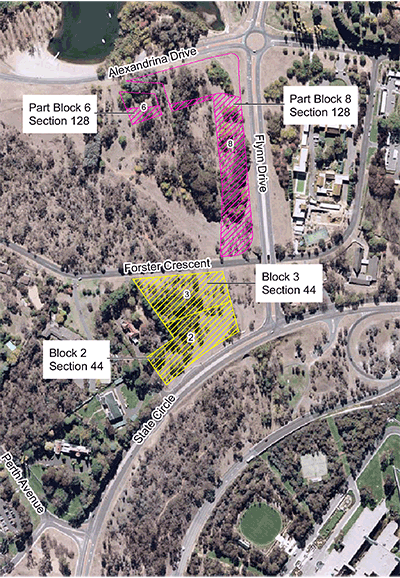 Alexandrina Drive
Part Block 6
Section 128
6
Part Block 8
Section 128
8
Flynn Drive
Forster Crescent
Block 3
Section 44
3
2
Block 2
Section 44
State Circle
Perth Avenue